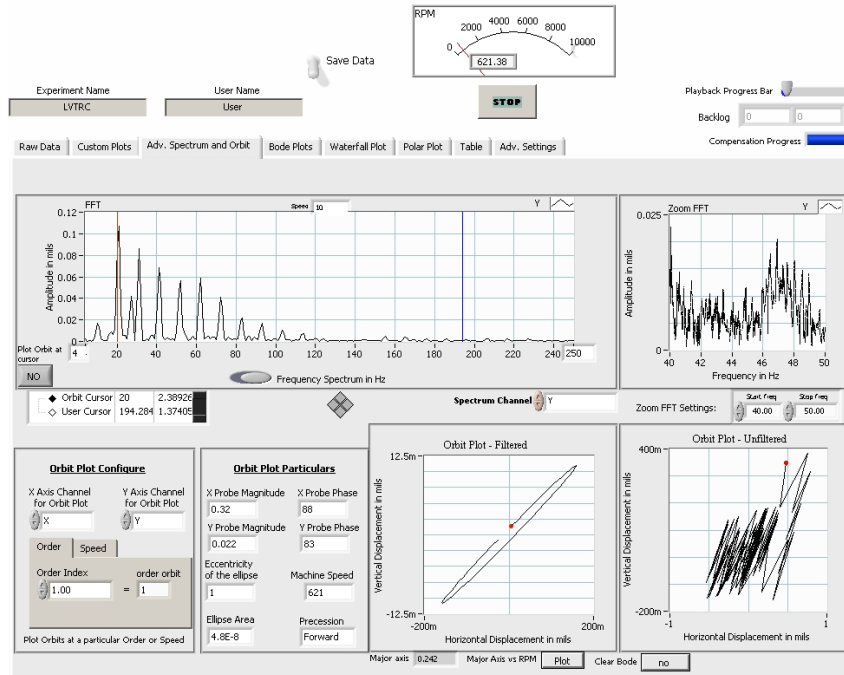 RPM
0 2000 4000 6000 8000 10000
621.38
Save Data
Experiment Name
LVTRC
User Name
User
STOP
Playback Progress Bar
Backlog 0 0
Compensation Progress
Raw Data Custom Plots Adv. Spectrum and Orbit Bode Plots Waterfall Plot Polar Plot Table Adv. Settings
FFT
Speed 10
Y
Amplitude in mils
0.12
0.1
0.08
0.06
0.04
0.02
0
4 20 40 60 80 100 120 140 160 180 200 220 240 250
Frequency Spectrum in Hz
Plot Orbit at cursor
NO
Zoom FFT
Y
Amplitude in mils
0.025
0
40 42 44 46 48 50
Frequency in Hz
Orbit Cursor 20 2.38926
User Cursor 194.284 1.37405
Spectrum Channel Y
Zoom FFT Settings:
Start freq
40.00
Stop freq
50.00
Orbit Plot Configure
X Axis Channel for Orbit Plot
X
Y Axis Channel for Orbit Plot
Y
Order Speed
Order Index
1.00
=
order orbit
1
Plot Orbits at a particular Order or Speed
Orbit Plot Particulars
X Probe Magnitude
0.32
X Probe Phase
88
Y Probe Magnitude
0.022
Y Probe Phase
83
Eccentricity of the ellipse
1
Machine Speed
621
Ellipse Area
4.8E-8
Precession
Forward
Orbit Plot - Filtered
Vertical Displacement in mils
12.5m
-12.5m
-200m 200m
Horizontal Displacement in mils
Orbit Plot - Unfiltered
Vertical Displacement in mils
400m
-200m
-1 1
Horizontal Displacement in mils
Major axis 0.242
Major Axis vs RPM Plot
Clear Bode no